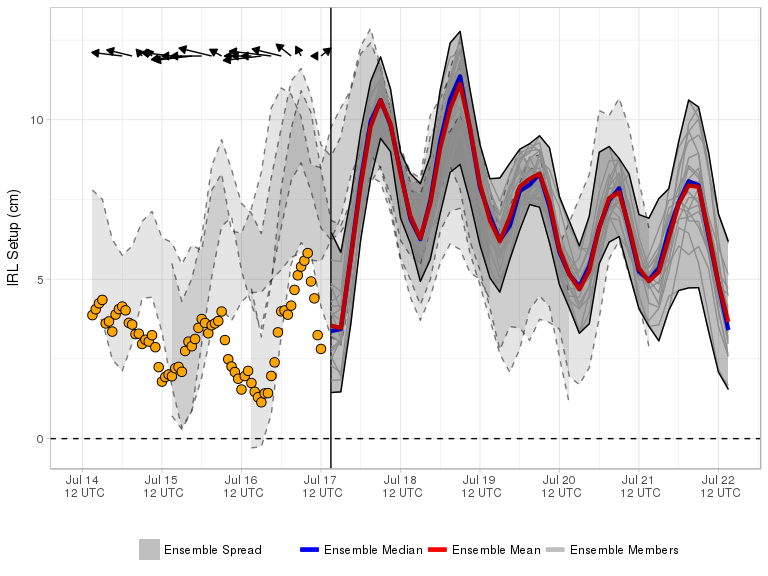 IRL Setup (cm)
10
5
0
Jul 14 Jul 15 Jul 16 Jul 17 Jul 18 Jul 19 Jul 20 Jul 21 Jul 22
12 UTC 12 UTC 12 UTC 12 UTC 12 UTC 12 UTC 12 UTC 12 UTC 12 UTC
Ensemble Spread Ensemble Median Ensemble Mean Ensemble Members